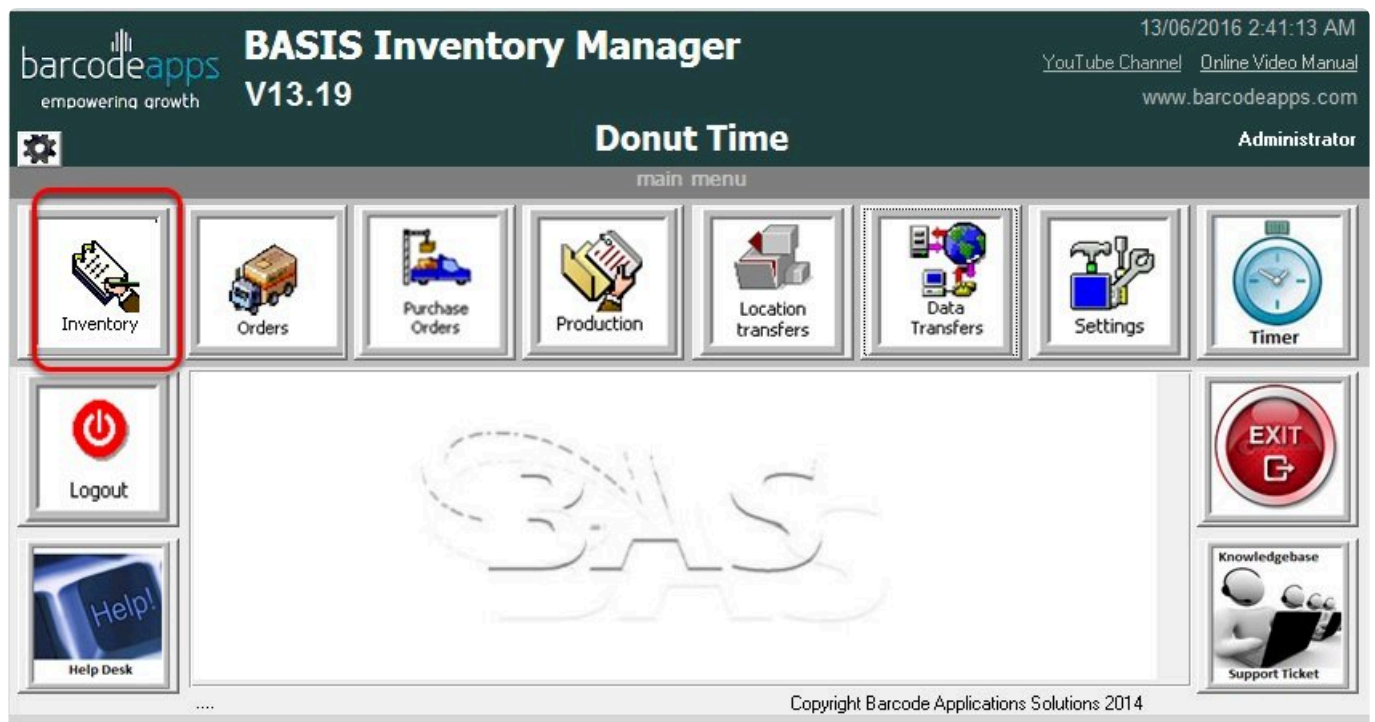 13/06/2016 2:41:13 AM
barcodeapps
empowering growth
BASIS Inventory Manager
V13.19
YouTube Channel Online Video Manual
www.barcodeapps.com
Donut Time
Administrator
main menu
Inventory
Orders
Purchase
Orders
Production
Location
transfers
Data
Transfers
Settings
Timer
Logout
BAS
EXIT
Help!
Help Desk
Knowledgebase
Support Ticket
....
Copyright Barcode Applications Solutions 2014